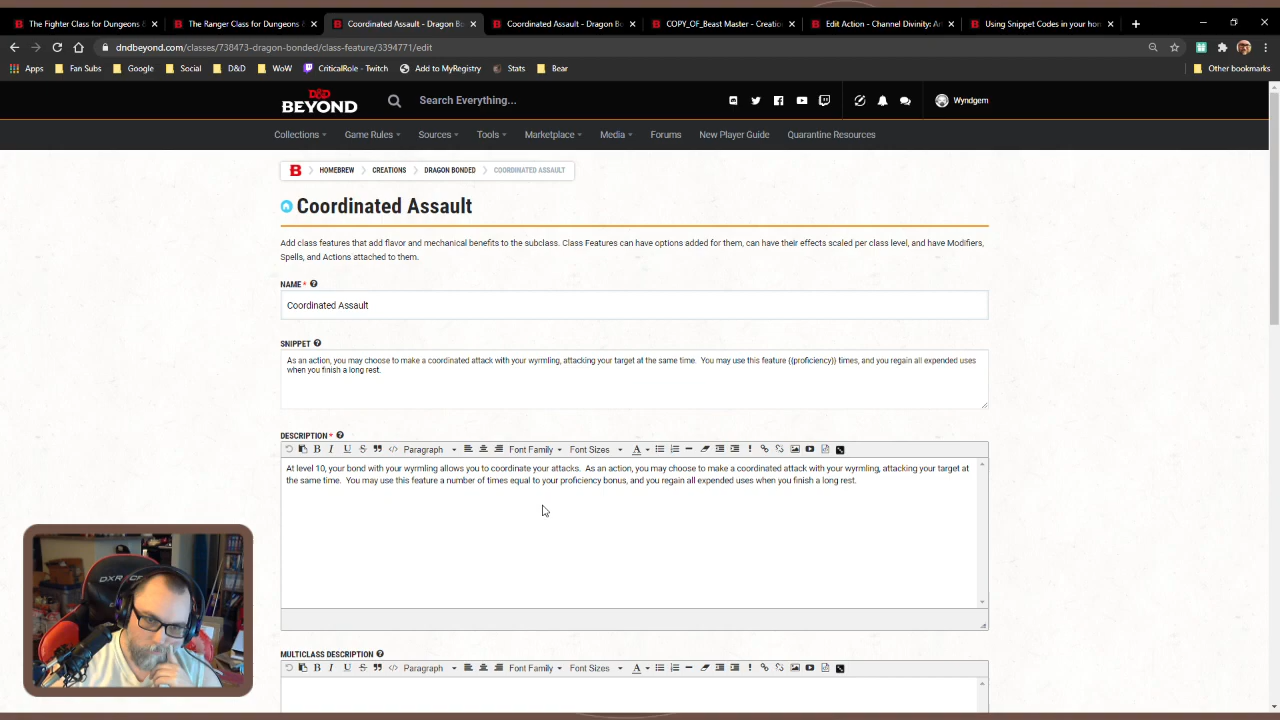 The Fighter Class for Dungeons &
The Ranger Class for Dungeons &
Coordinated Assault - Dragon Bo
Coordinated Assault - Dragon Bo
COPY_OF_Beast Master - Creatio
Edit Action - Channel Divinity: Ar
Using Snippet Codes in your hon
dndbeyond.com/classes/738473-dragon-bonded/class-feature/3394771/edit
Apps
Fan Subs
Google
Social
D&D
WoW
CriticalRole - Twitch
Add to MyRegistry
Stats
Bear
Other bookmarks
D&D
BEYOND
Search Everything...
Wyndgem
Collections
Game Rules
Sources
Tools
Marketplace
Media
Forums
New Player Guide
Quarantine Resources
HOMEBREW
CREATIONS
DRAGON BONDED
COORDINATED ASSAULT
Coordinated Assault
Add class features that add flavor and mechanical benefits to the subclass. Class Features can have options added for them, can have their effects scaled per class level, and have Modifiers,
Spells, and Actions attached to them.
NAME *
Coordinated Assault
SNIPPET
As an action, you may choose to make a coordinated attack with your wyrmling, attacking your target at the same time. You may use this feature {{proficiency}} times, and you regain all expended uses
when you finish a long rest.
DESCRIPTION *
Paragraph
Font Family
Font Sizes
At level 10, your bond with your wyrmling allows you to coordinate your attacks. As an action, you may choose to make a coordinated attack with your wyrmling, attacking your target at
the same time. You may use this feature a number of times equal to your proficiency bonus, and you regain all expended uses when you finish a long rest.
MULTICLASS DESCRIPTION
Paragraph
Font Family
Font Sizes